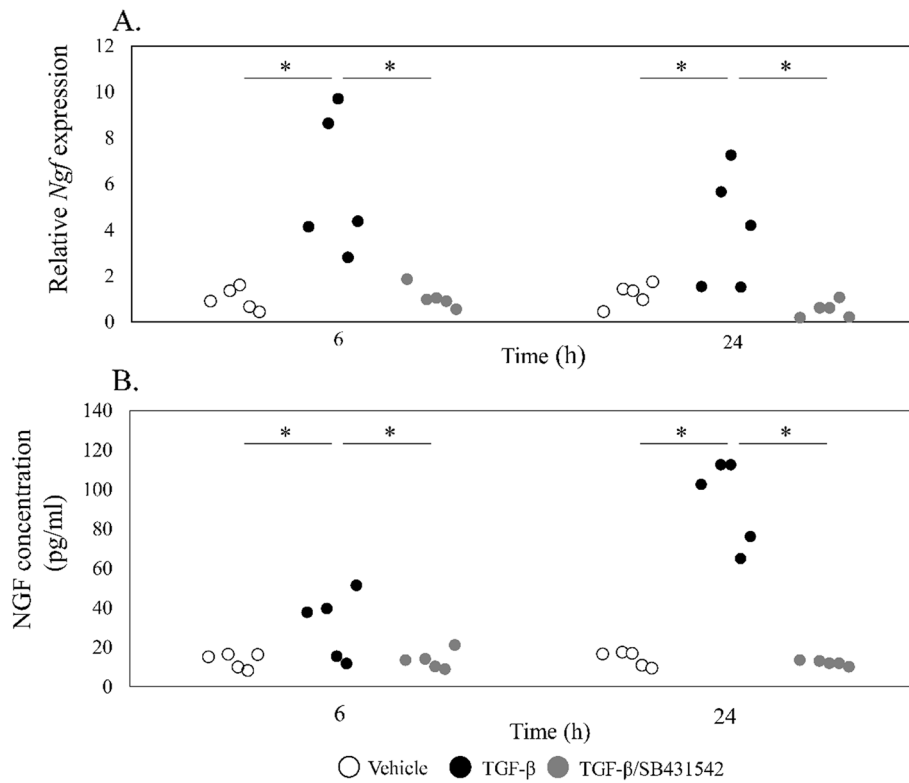 A.
12
* * * *
10
8
6
4
2
0
Relative Ngf expression
6 24
Time (h)
B.
140
* * * *
120
100
80
60
40
20
0
NGF concentration
(pg/ml)
6 24
Time (h)
Vehicle TGF-β TGF-β/SB431542